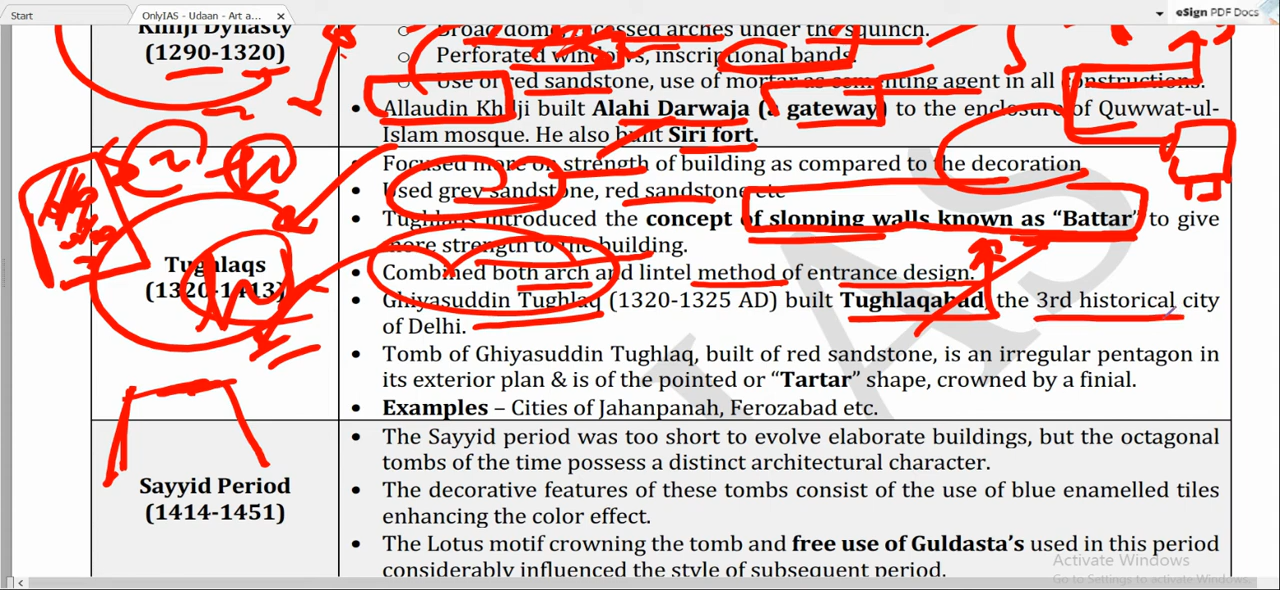 Start
OnlyIAS - Udaan - Art a...
eSign PDF Docs
Khilji Dynasty
(1290-1320)
Broad dome, recessed arches under the squinch.
Perforated windows, inscriptional bands.
Use of red sandstone, use of mortar as cementing agent in all constructions.
Allaudin Khilji built Alahi Darwaja (a gateway) to the enclosure of Quwwat-ul-
Islam mosque. He also built Siri fort.
Tughlaqs
(1320-1413)
Focused more on strength of building as compared to the decoration.
Used grey sandstone, red sandstone etc
Tughlaqs introduced the concept of slopping walls known as “Battar” to give
more strength to the building.
Combined both arch and lintel method of entrance design.
Ghiyasuddin Tughlaq (1320-1325 AD) built Tughlaqabad, the 3rd historical city
of Delhi.
Tomb of Ghiyasuddin Tughlaq, built of red sandstone, is an irregular pentagon in
its exterior plan & is of the pointed or “Tartar” shape, crowned by a finial.
Examples – Cities of Jahanpanah, Ferozabad etc.
Sayyid Period
(1414-1451)
The Sayyid period was too short to evolve elaborate buildings, but the octagonal
tombs of the time possess a distinct architectural character.
The decorative features of these tombs consist of the use of blue enamelled tiles
enhancing the color effect.
The Lotus motif crowning the tomb and free use of Guldasta’s used in this period
considerably influenced the style of subsequent period.
Activate Windows
Go to Settings to activate Windows.